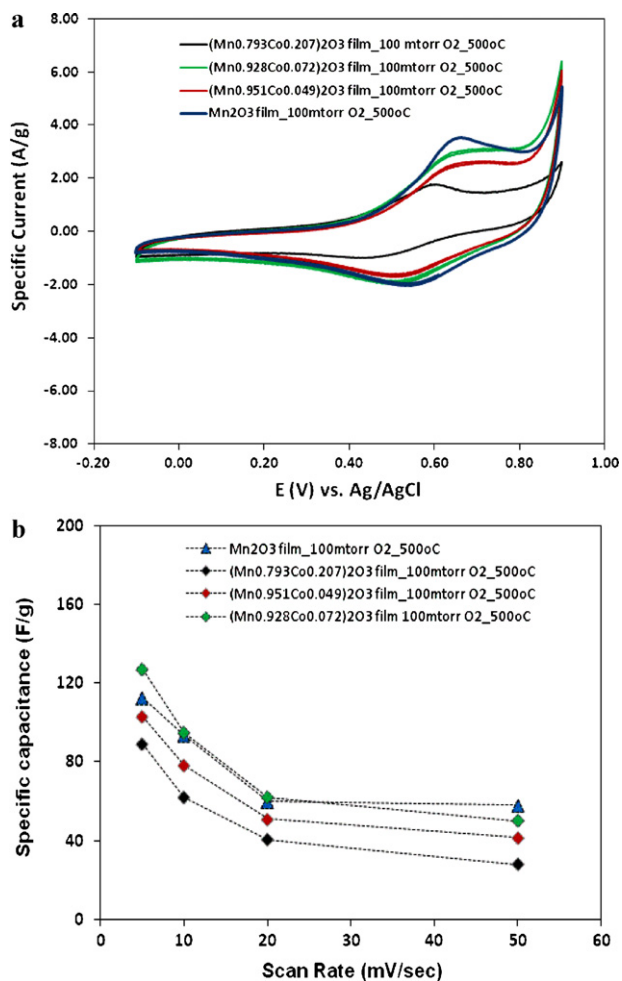 a
(Mn0.793Co0.207)2O3 film_100 mtorr O2_500oC
(Mn0.928Co0.072)2O3 film_100mtorr O2_500oC
(Mn0.951Co0.049)2O3 film_100mtorr O2_500oC
Mn2O3 film_100mtorr O2_500oC
8.00
6.00
4.00
2.00
0.00
-2.00
-4.00
-6.00
-8.00
Specific Current (A/g)
-0.20 0.00 0.20 0.40 0.60 0.80 1.00
E (V) vs. Ag/AgCl
b
Mn2O3 film_100mtorr O2_500oC
(Mn0.793Co0.207)2O3 film_100mtorr O2_500oC
(Mn0.951Co0.049)2O3 film_100mtorr O2_500oC
(Mn0.928Co0.072)2O3 film 100mtorr O2_500oC
200
160
120
80
40
0
Specific capacitance (F/g)
0 10 20 30 40 50 60
Scan Rate (mV/sec)